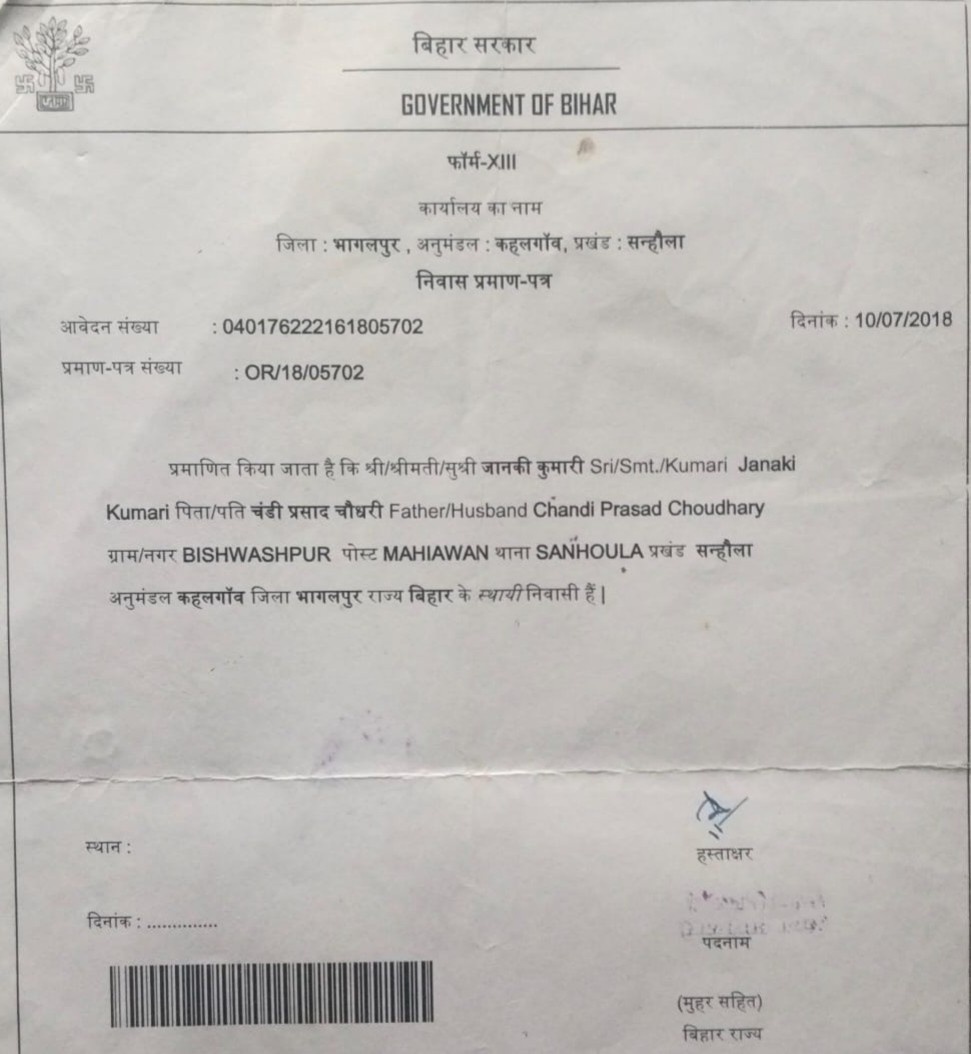 बिहार सरकार
GOVERNMENT OF BIHAR
फॉर्म-XIII
कार्यालय का नाम
जिला : भागलपुर , अनुमंडल : कहलगाँव, प्रखंड : सन्हौला
निवास प्रमाण-पत्र
आवेदन संख्या : 040176222161805702 दिनांक : 10/07/2018
प्रमाण-पत्र संख्या : OR/18/05702
प्रमाणित किया जाता है कि श्री/श्रीमती/सुश्री जानकी कुमारी Sri/Smt./Kumari Janaki
Kumari पिता/पति चंडी प्रसाद चौधरी Father/Husband Chandi Prasad Choudhary
ग्राम/नगर BISHWASHPUR पोस्ट MAHIAWAN थाना SANHOULA प्रखंड सन्हौला
अनुमंडल कहलगाँव जिला भागलपुर राज्य बिहार के स्थायी निवासी हैं |
स्थान :
हस्ताक्षर
दिनांक : ..............
पदनाम
(मुहर सहित)
बिहार राज्य